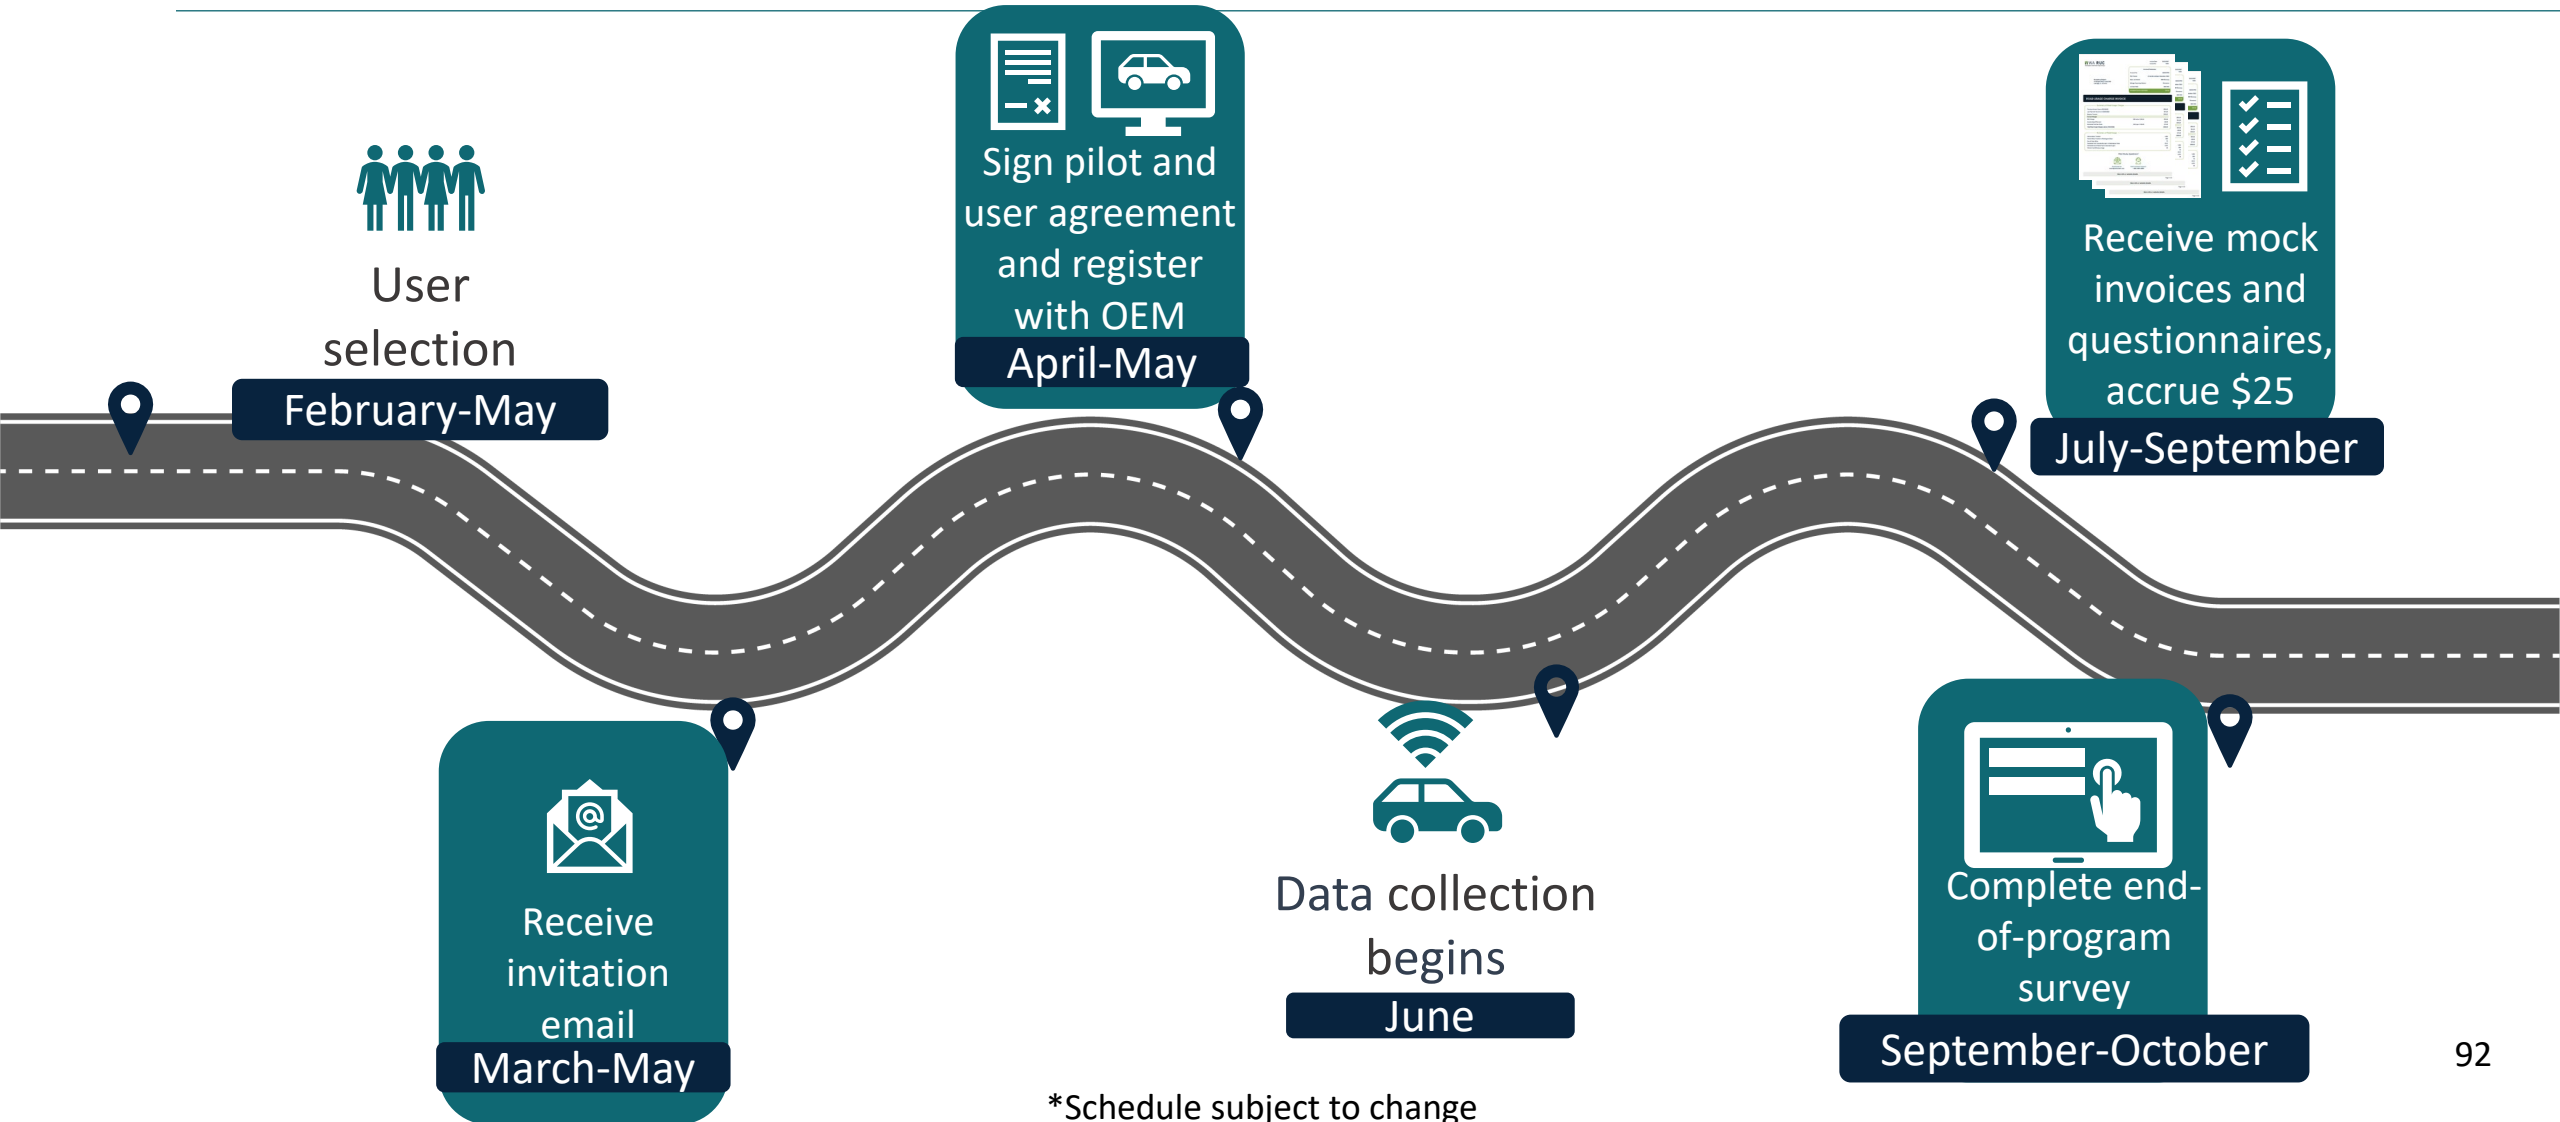 User
selection
February-May
Receive
invitation
email
March-May
Sign pilot and
user agreement
and register
with OEM
April-May
Data collection
begins
June
Receive mock
invoices and
questionnaires,
accrue $25
July-September
Complete end-
of-program
survey
September-October
92
*Schedule subject to change